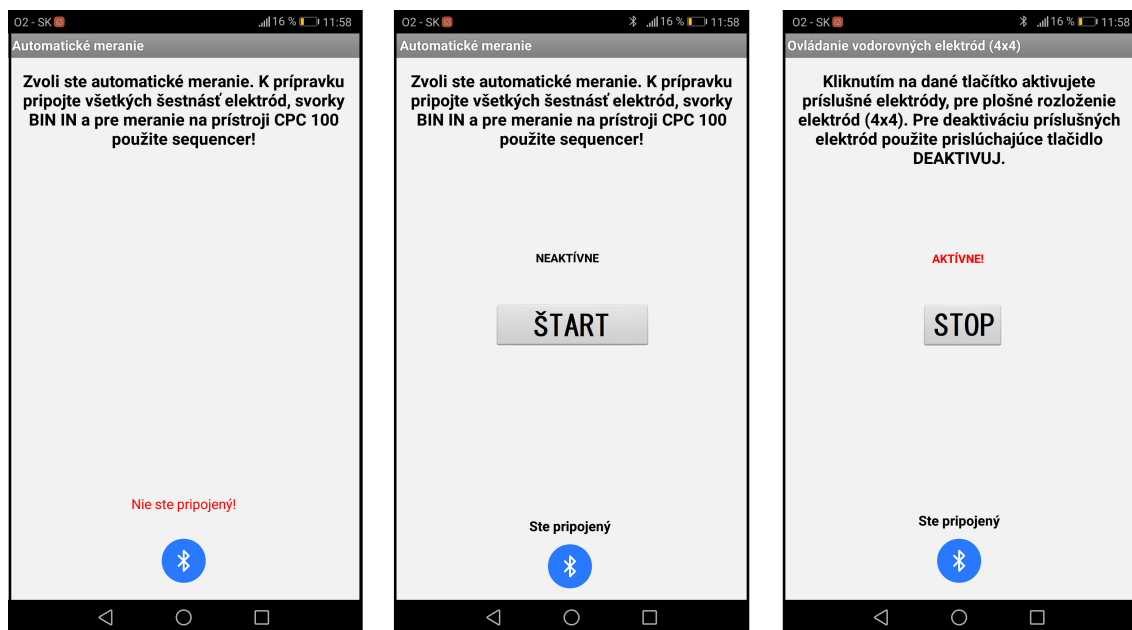 O2 - SK 16 % 11:58
Automatické meranie
Zvoli ste automatické meranie. K prípravku
pripojte všetkých šestnásť elektród, svorky
BIN IN a pre meranie na prístroji CPC 100
použite sequencer!
Nie ste pripojený!
O2 - SK 16 % 11:58
Automatické meranie
Zvoli ste automatické meranie. K prípravku
pripojte všetkých šestnásť elektród, svorky
BIN IN a pre meranie na prístroji CPC 100
použite sequencer!
NEAKTÍVNE
ŠTART
Ste pripojený
O2 - SK 16 % 11:58
Ovládanie vodorovných elektród (4x4)
Kliknutím na dané tlačítko aktivujete
príslušné elektródy, pre plošné rozloženie
elektród (4x4). Pre deaktiváciu príslušných
elektród použite prislúchajúce tlačidlo
DEAKTIVUJ.
AKTÍVNE!
STOP
Ste pripojený